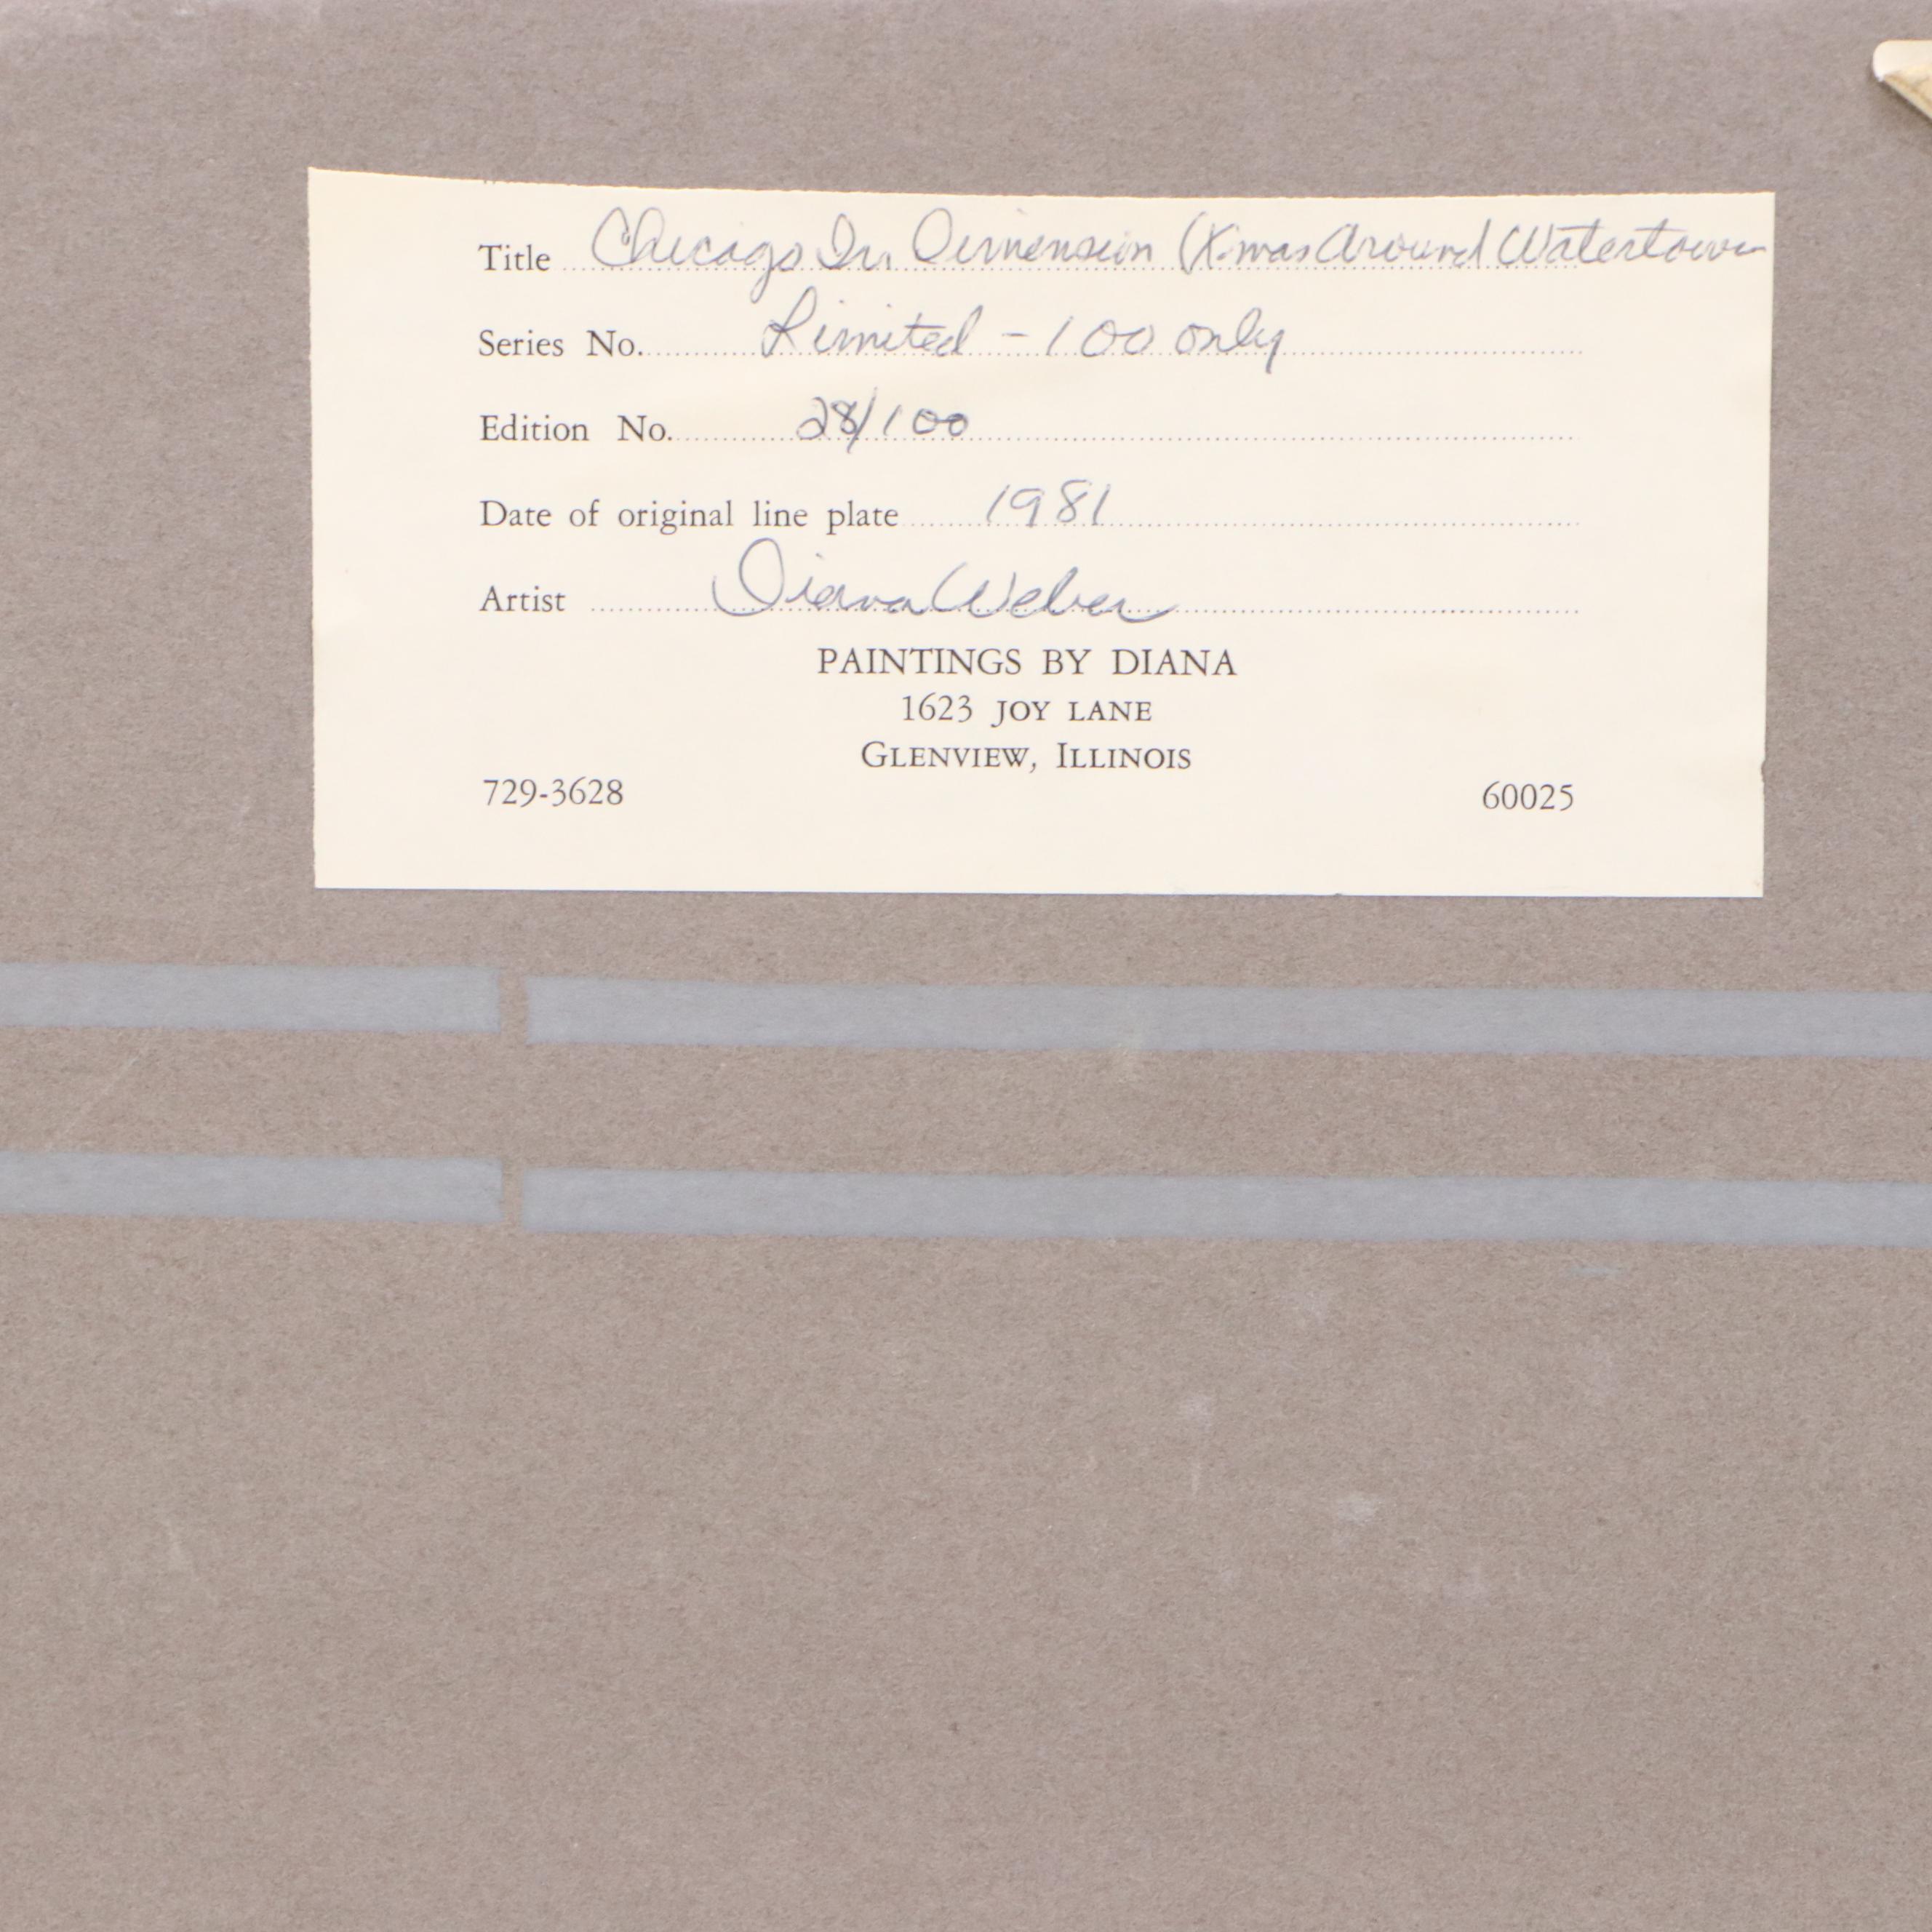 Title Chicago In Dimension (X-mas Around Watertower
Series No. Limited - 100 only
Edition No. 28/100
Date of original line plate 1981
Artist Diana Weber
PAINTINGS BY DIANA
1623 JOY LANE
GLENVIEW, ILLINOIS
729-3628 60025